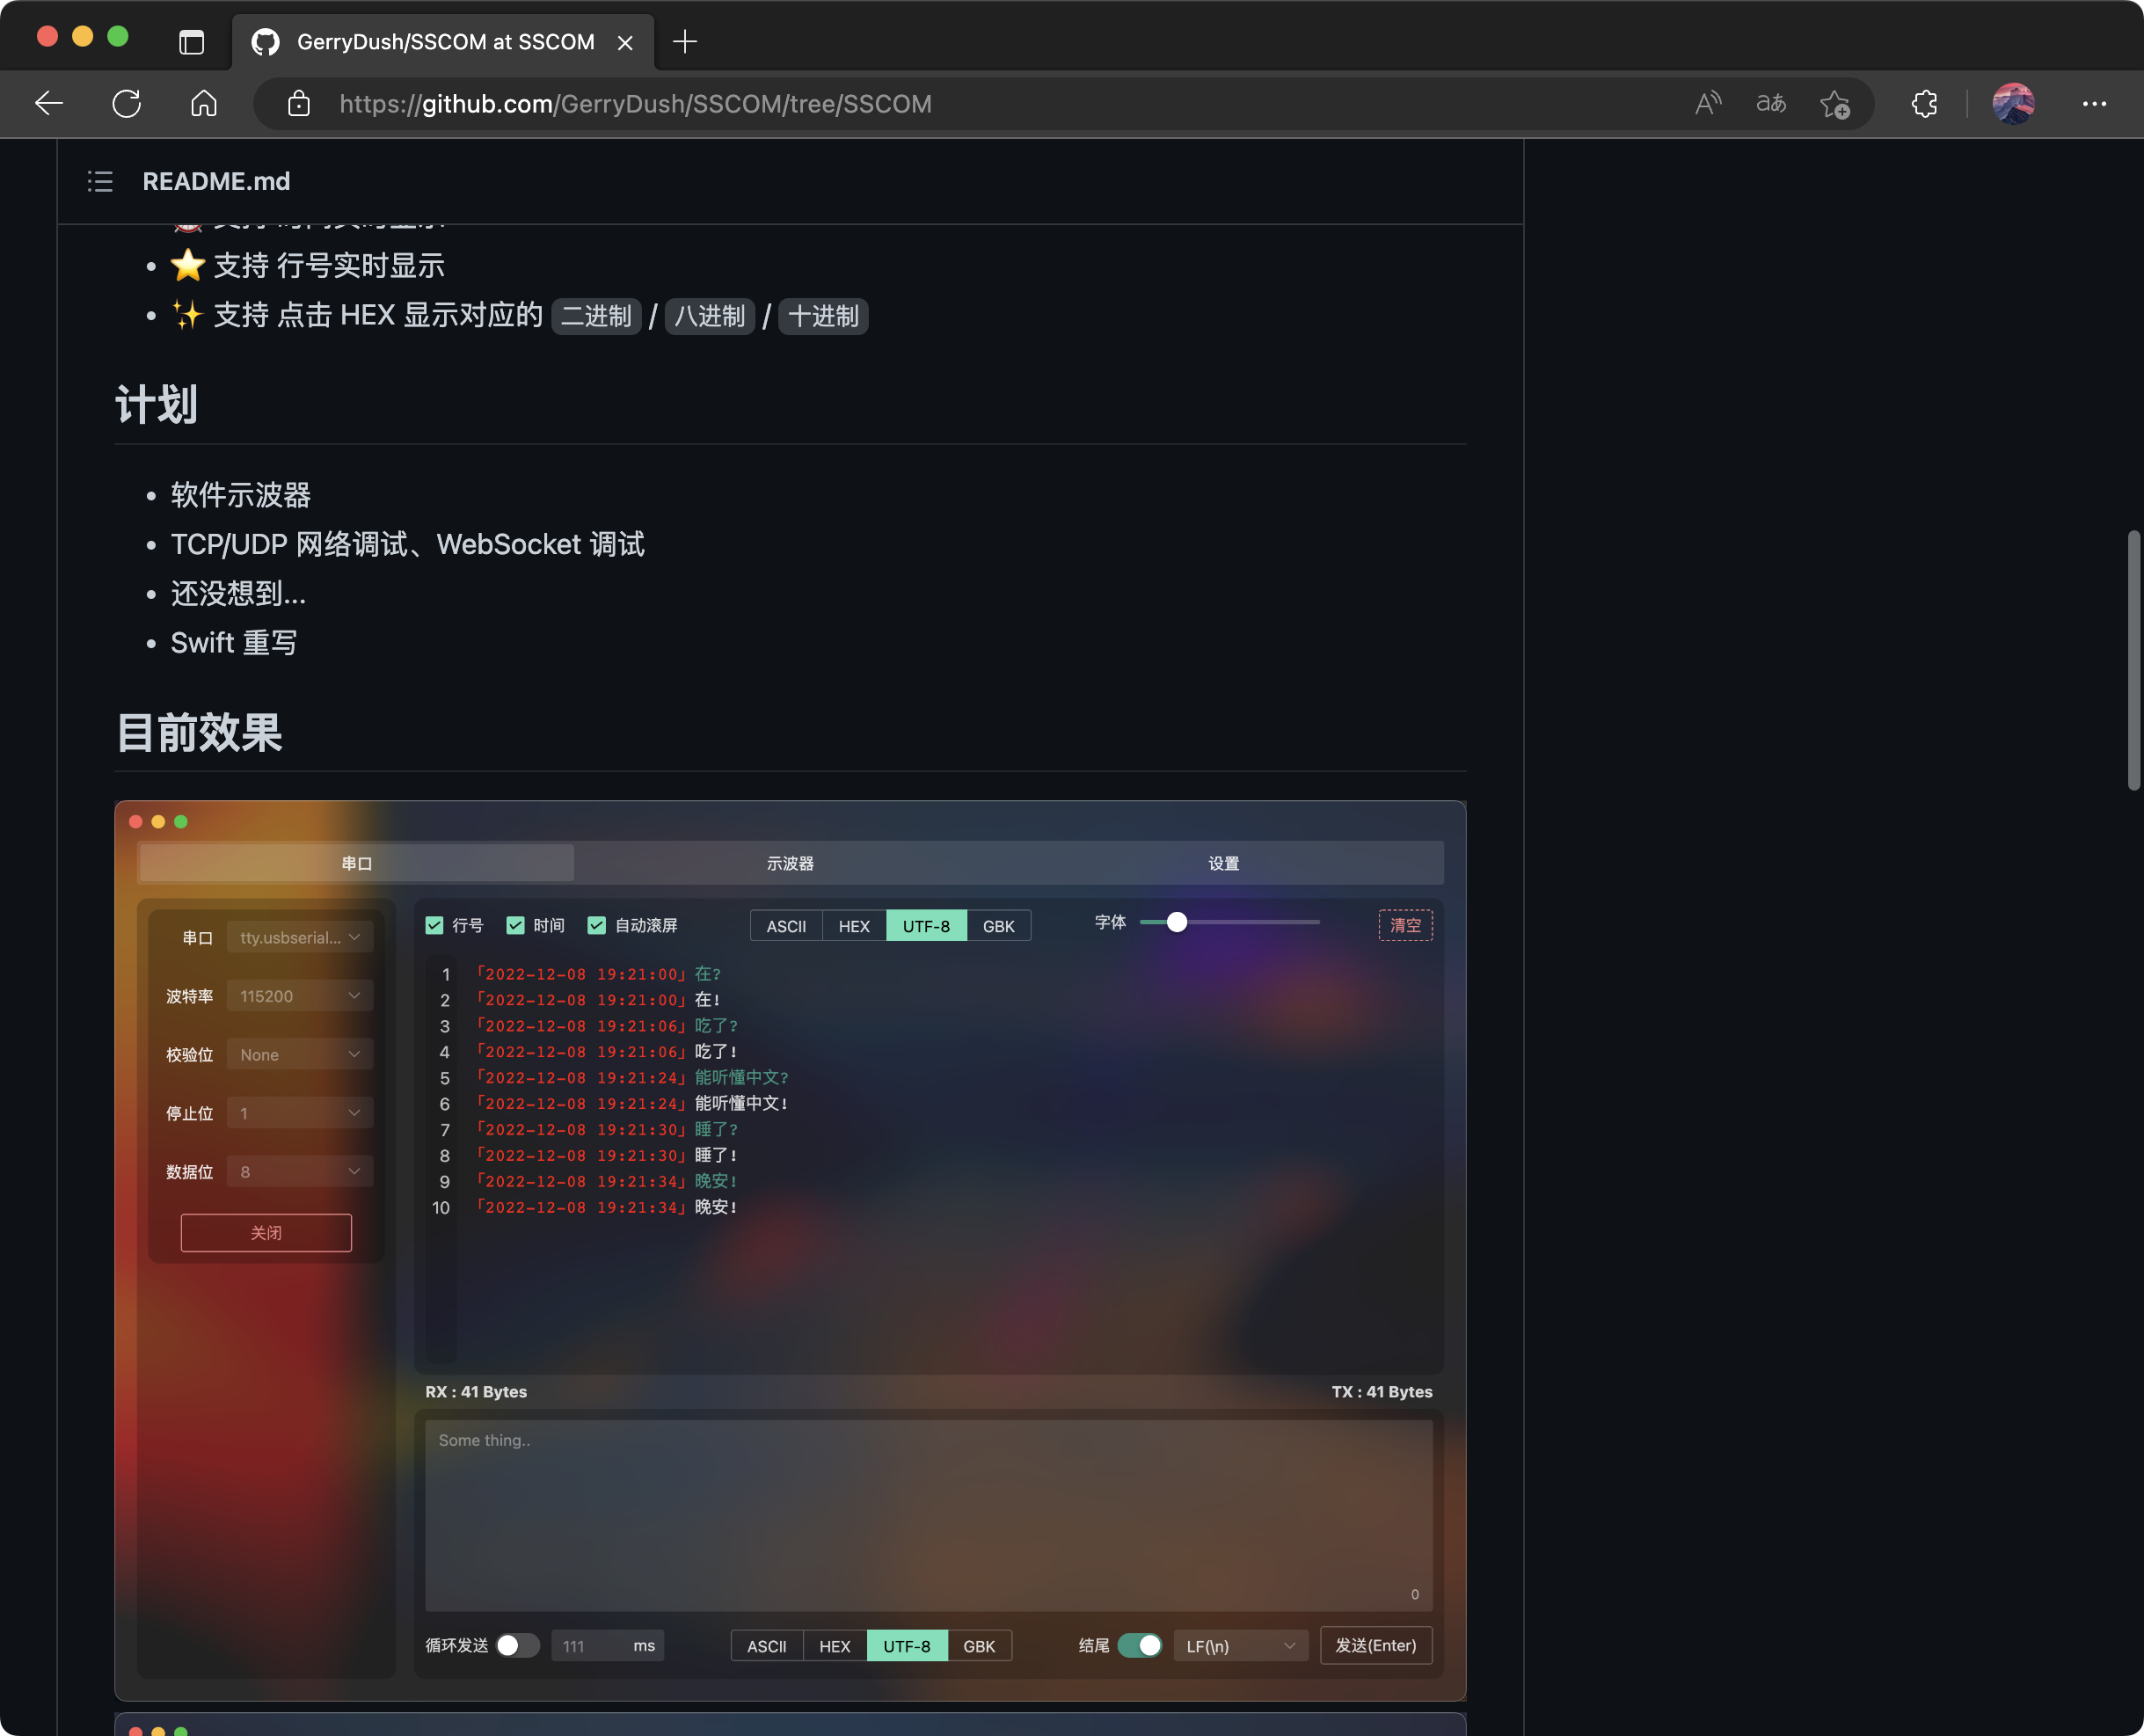 GerryDush/SSCOM at SSCOM
https://github.com/GerryDush/SSCOM/tree/SSCOM
README.md
支持 时间实时显示
支持 行号实时显示
支持 点击 HEX 显示对应的 二进制 / 八进制 / 十进制
计划
软件示波器
TCP/UDP 网络调试、WebSocket 调试
还没想到...
Swift 重写
目前效果
串口 示波器 设置
串口 tty.usbserial...
波特率 115200
校验位 None
停止位 1
数据位 8
关闭
行号 时间 自动滚屏 ASCII HEX UTF-8 GBK 字体 清空
1 「2022-12-08 19:21:00」在?
2 「2022-12-08 19:21:00」在!
3 「2022-12-08 19:21:06」吃了?
4 「2022-12-08 19:21:06」吃了!
5 「2022-12-08 19:21:24」能听懂中文?
6 「2022-12-08 19:21:24」能听懂中文!
7 「2022-12-08 19:21:30」睡了?
8 「2022-12-08 19:21:30」睡了!
9 「2022-12-08 19:21:34」晚安!
10 「2022-12-08 19:21:34」晚安!
RX : 41 Bytes TX : 41 Bytes
Some thing..
0
循环发送 111 ms ASCII HEX UTF-8 GBK 结尾 LF(\n) 发送(Enter)